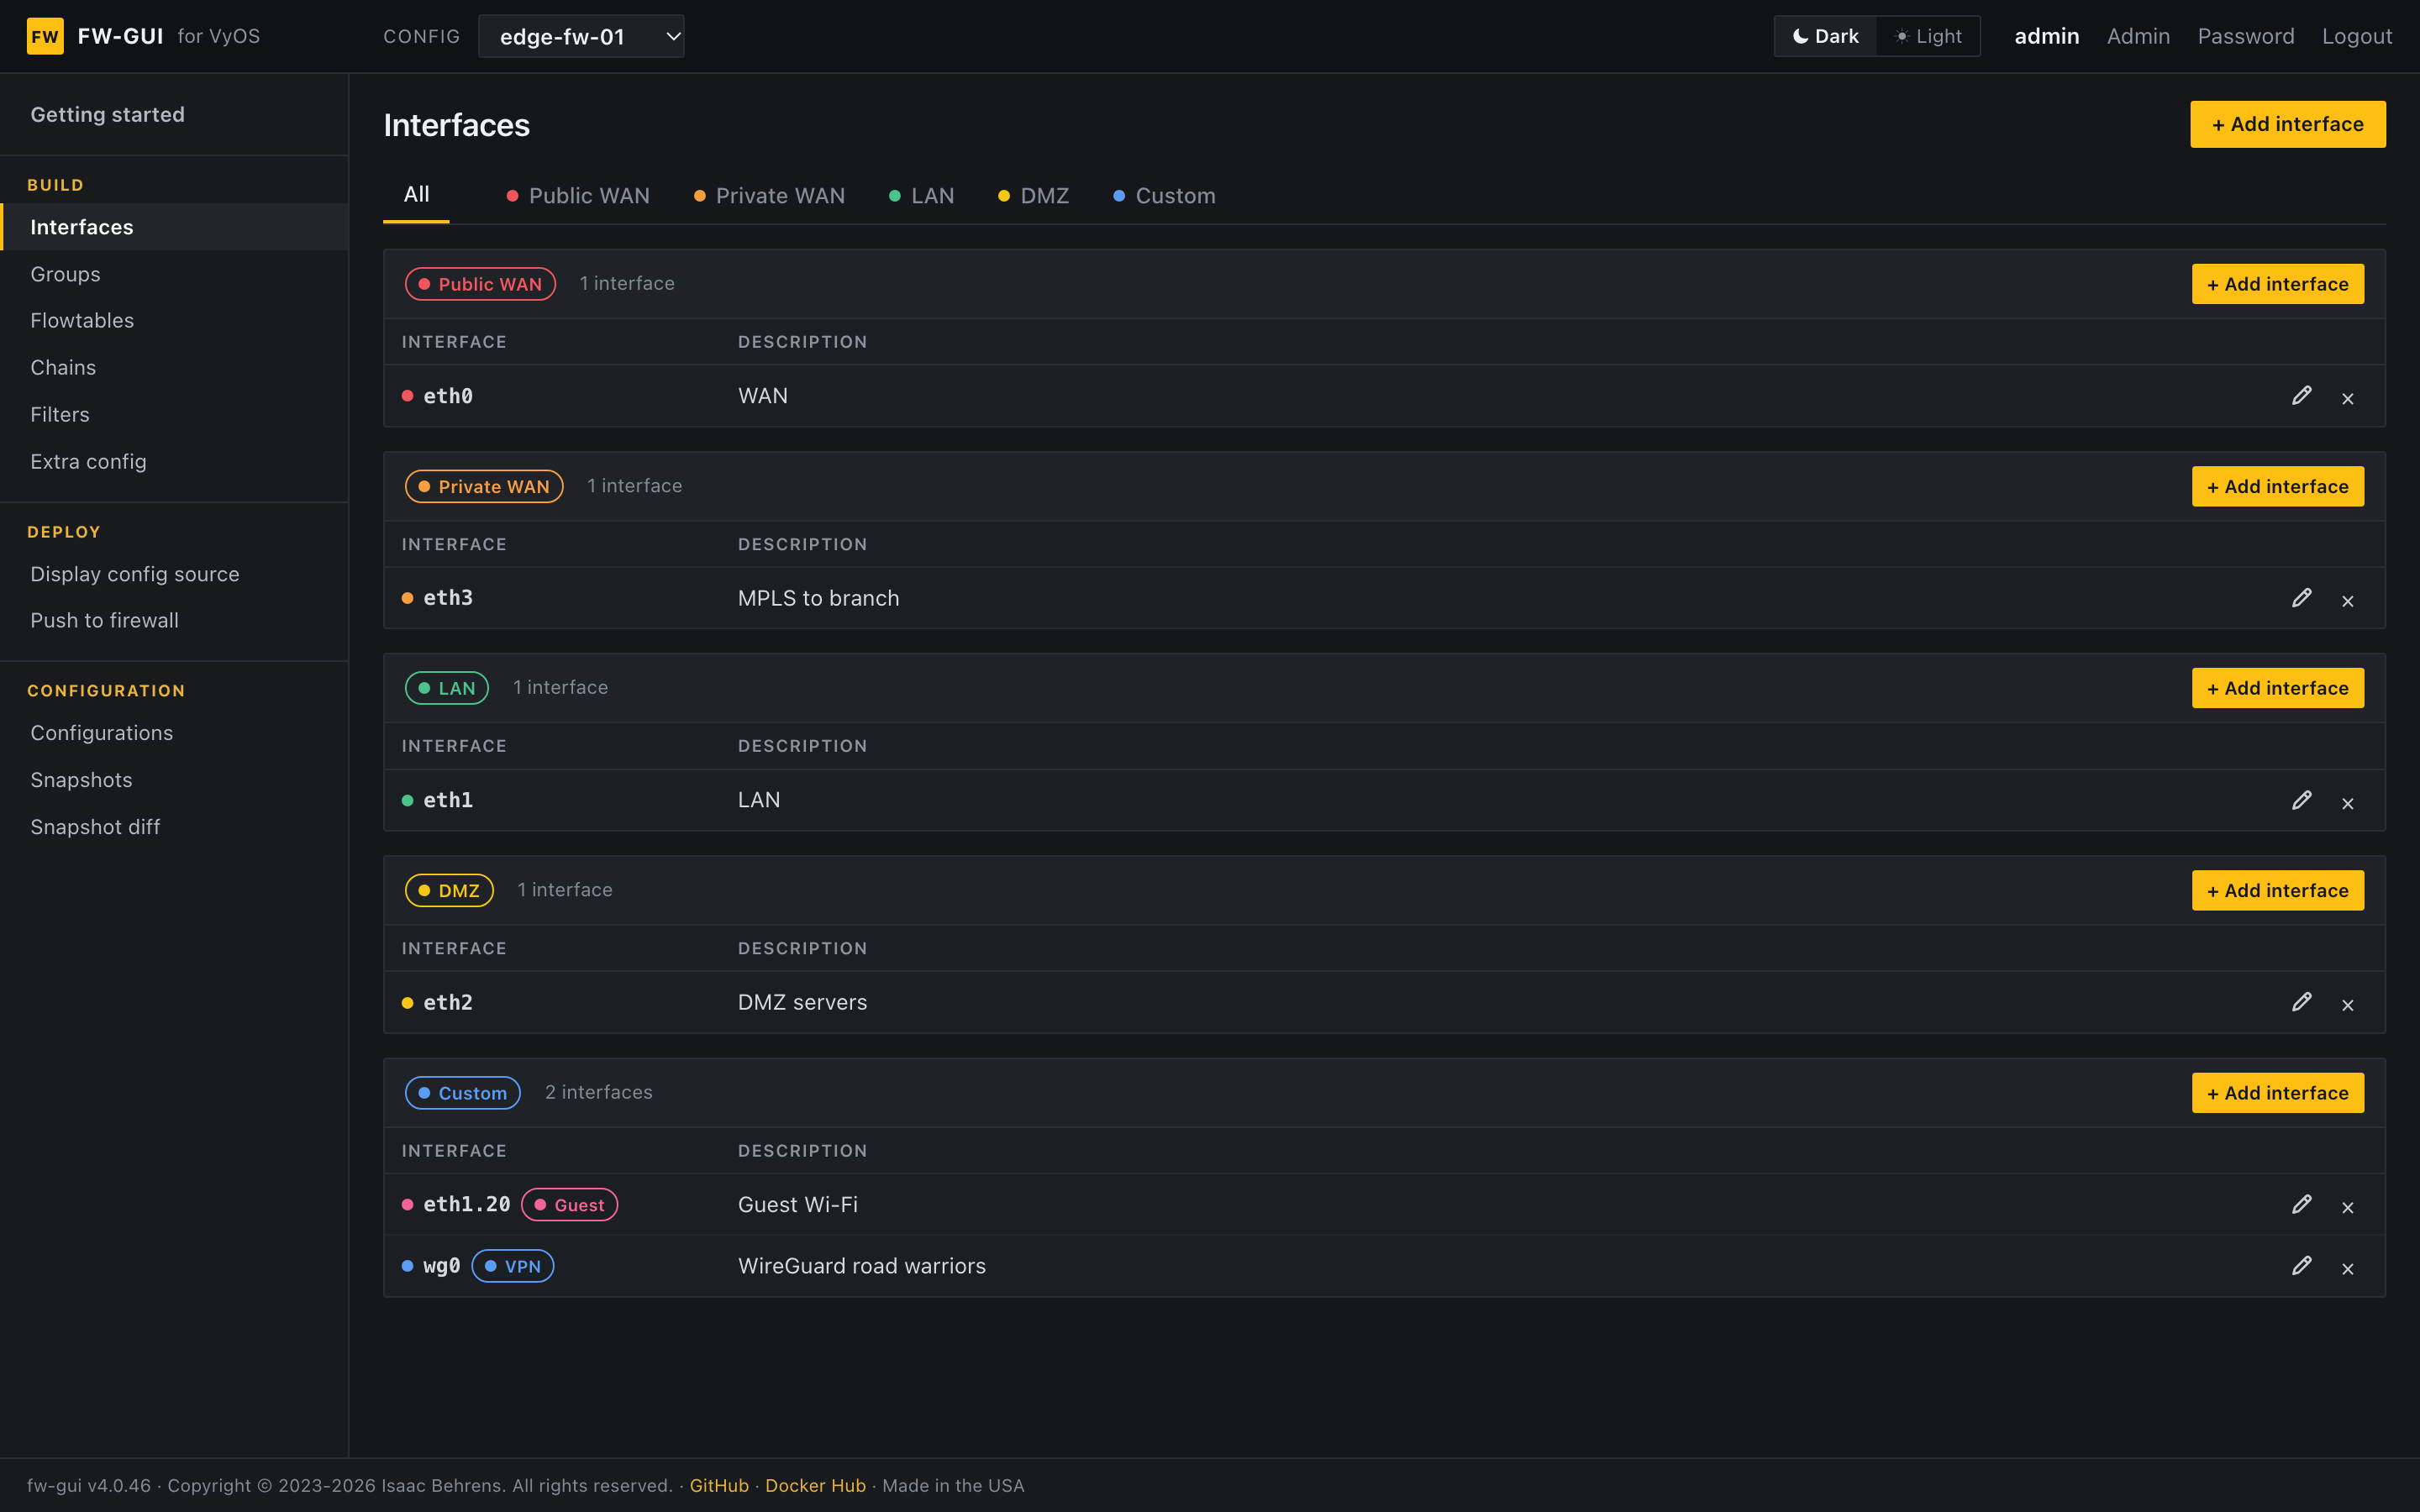 FW FW-GUI for VyOS CONFIG edge-fw-01 Dark Light admin Admin Password Logout
Getting started
BUILD
Interfaces
Groups
Flowtables
Chains
Filters
Extra config
DEPLOY
Display config source
Push to firewall
CONFIGURATION
Configurations
Snapshots
Snapshot diff
Interfaces + Add interface
All Public WAN Private WAN LAN DMZ Custom
Public WAN 1 interface + Add interface
INTERFACE DESCRIPTION
eth0 WAN ×
Private WAN 1 interface + Add interface
INTERFACE DESCRIPTION
eth3 MPLS to branch ×
LAN 1 interface + Add interface
INTERFACE DESCRIPTION
eth1 LAN ×
DMZ 1 interface + Add interface
INTERFACE DESCRIPTION
eth2 DMZ servers ×
Custom 2 interfaces + Add interface
INTERFACE DESCRIPTION
eth1.20 Guest Guest Wi-Fi ×
wg0 VPN WireGuard road warriors ×
fw-gui v4.0.46 · Copyright © 2023-2026 Isaac Behrens. All rights reserved. · GitHub · Docker Hub · Made in the USA